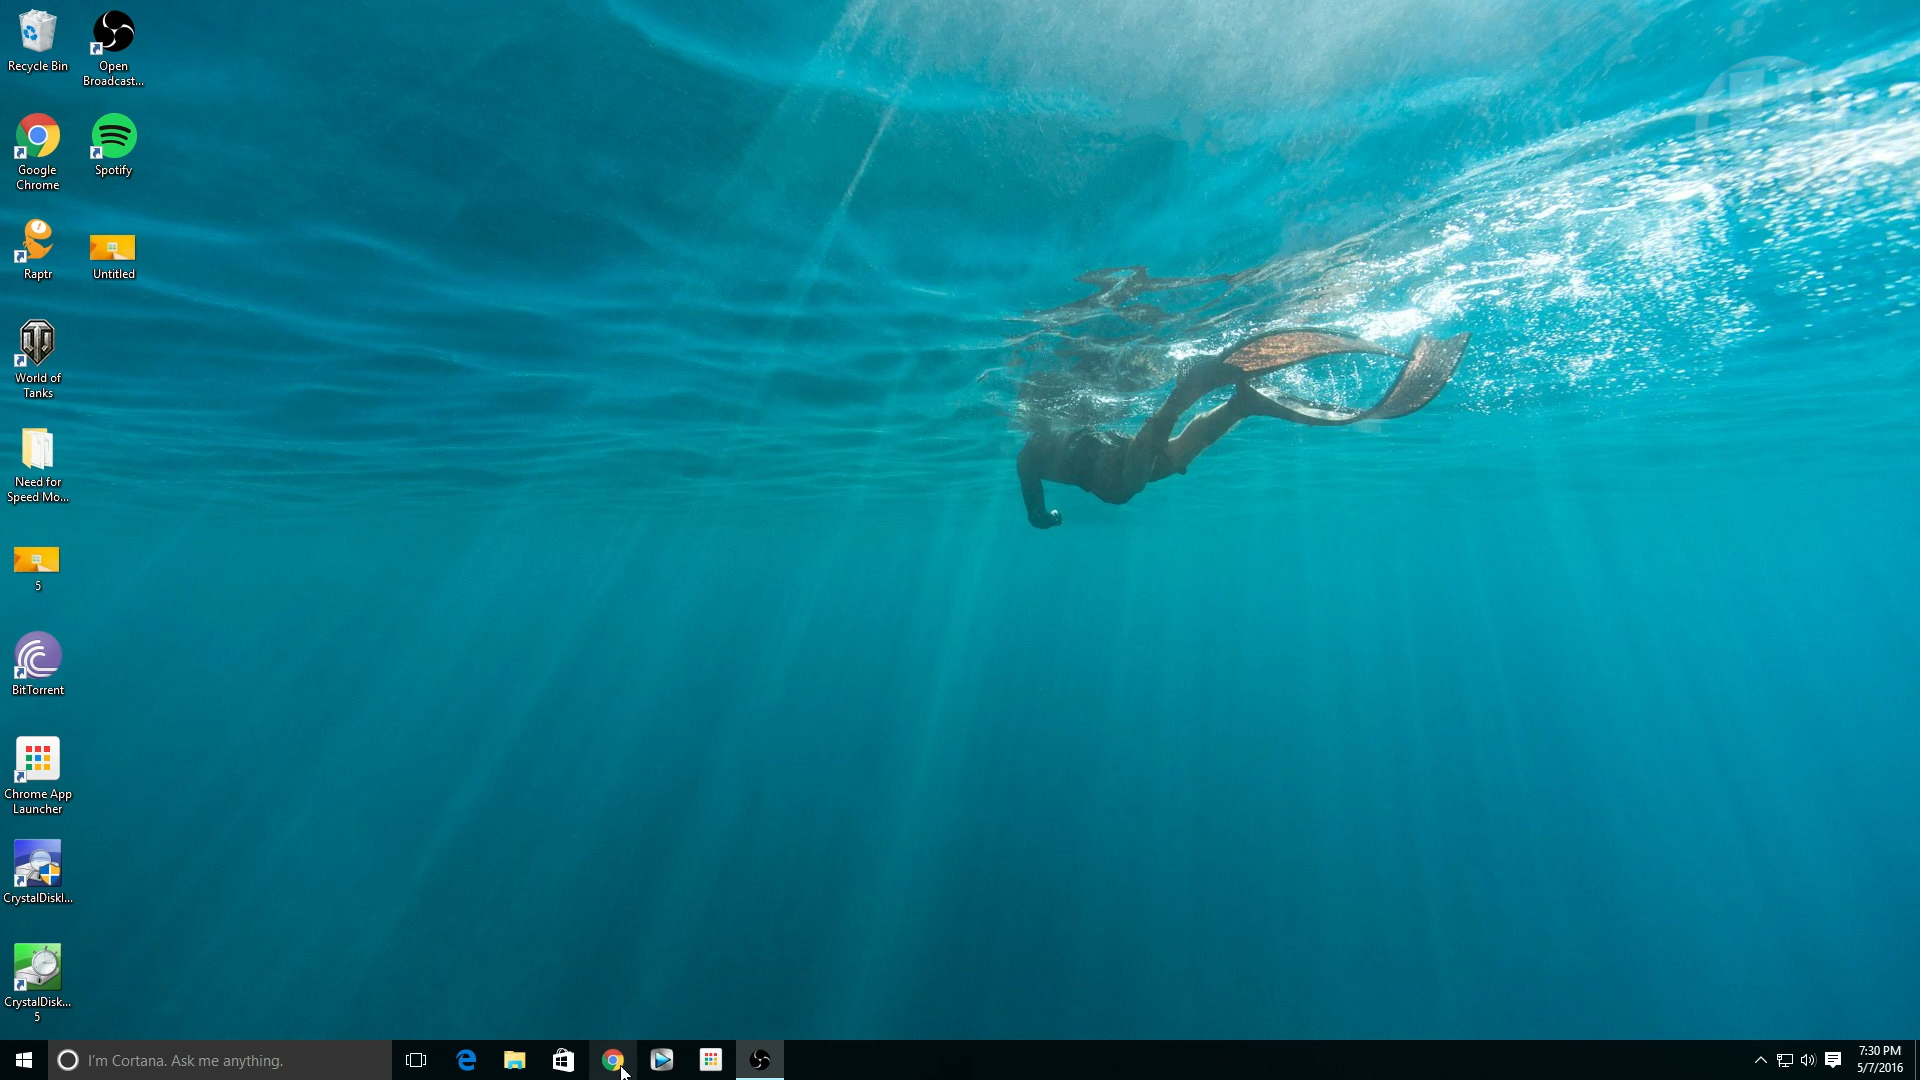 Recycle Bin
Open
Broadcast...
Google
Chrome
Spotify
Raptr
Untitled
World of
Tanks
Need for
Speed Mo...
5
BitTorrent
Chrome App
Launcher
CrystalDiskI...
CrystalDisk...
5
I'm Cortana. Ask me anything.
7:30 PM
5/7/2016